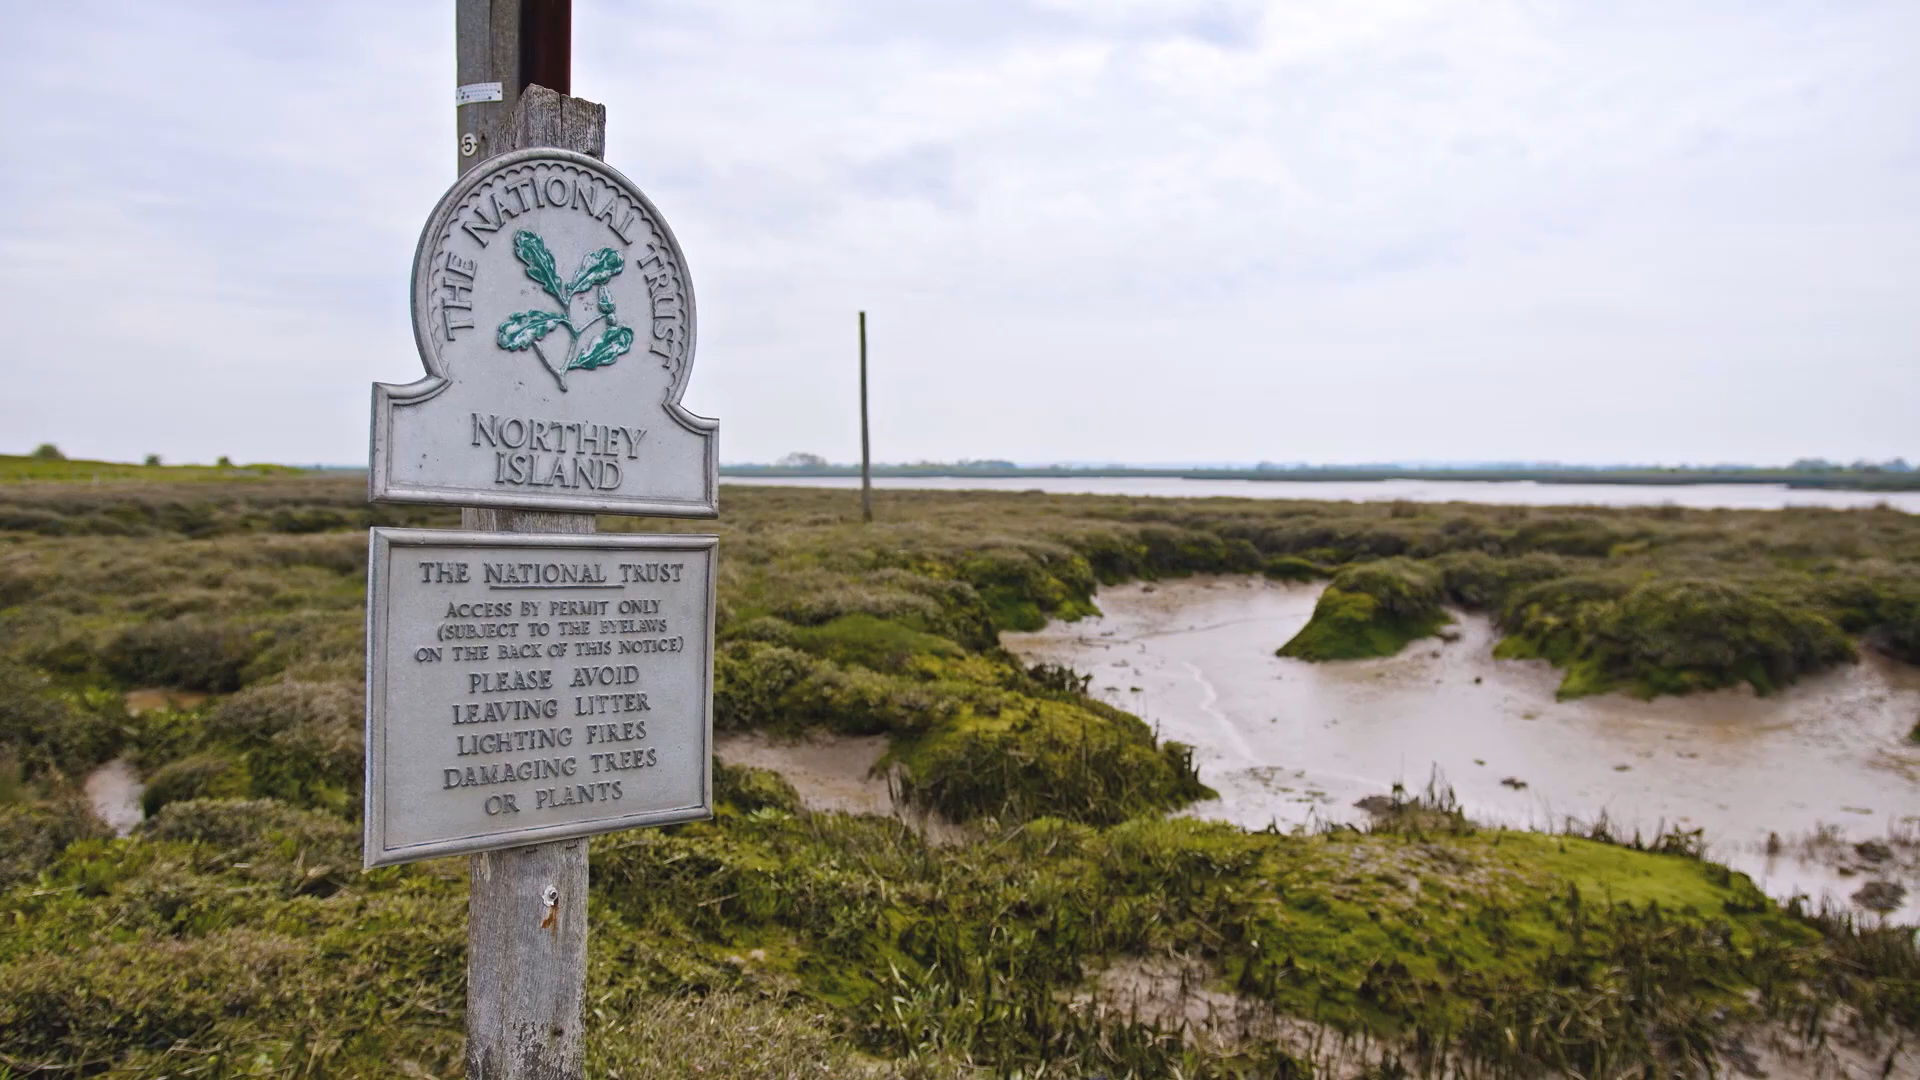 5
THE NATIONAL TRUST
NORTHEY
ISLAND
THE NATIONAL TRUST
ACCESS BY PERMIT ONLY
(SUBJECT TO THE BYELAWS
ON THE BACK OF THIS NOTICE)
PLEASE AVOID
LEAVING LITTER
LIGHTING FIRES
DAMAGING TREES
OR PLANTS